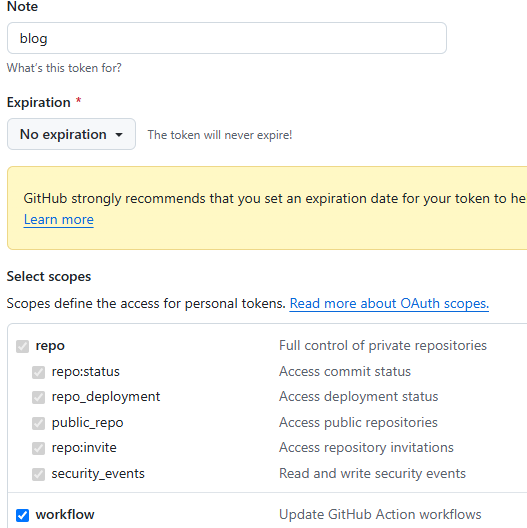 Note
blog
What's this token for?
Expiration *
No expiration The token will never expire!
GitHub strongly recommends that you set an expiration date for your token to he
Learn more
Select scopes
Scopes define the access for personal tokens. Read more about OAuth scopes.
repo Full control of private repositories
repo:status Access commit status
repo_deployment Access deployment status
public_repo Access public repositories
repo:invite Access repository invitations
security_events Read and write security events
workflow Update GitHub Action workflows